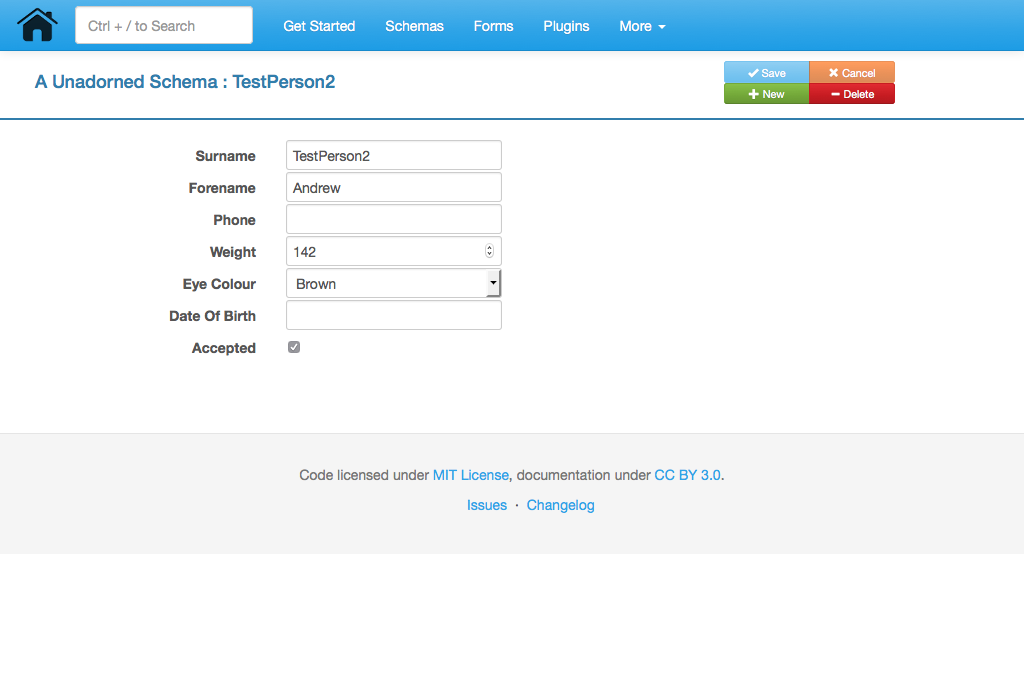 Ctrl + / to Search Get Started Schemas Forms Plugins More
A Unadorned Schema : TestPerson2
Save Cancel
New Delete
Surname TestPerson2
Forename Andrew
Phone
Weight 142
Eye Colour Brown
Date Of Birth
Accepted
Code licensed under MIT License, documentation under CC BY 3.0.
Issues · Changelog